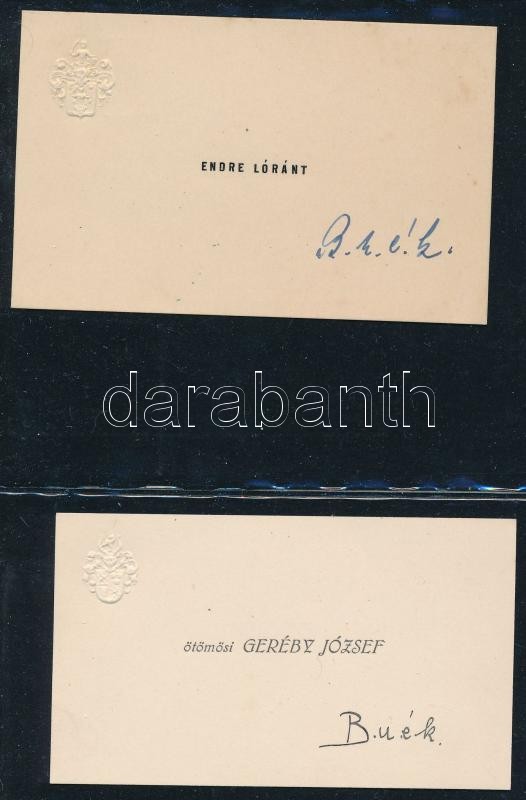 ENDRE LÓRÁNT
B. u. é. k.
darabanth
ötömösi GERÉBY JÓZSEF
B. u. é. k.